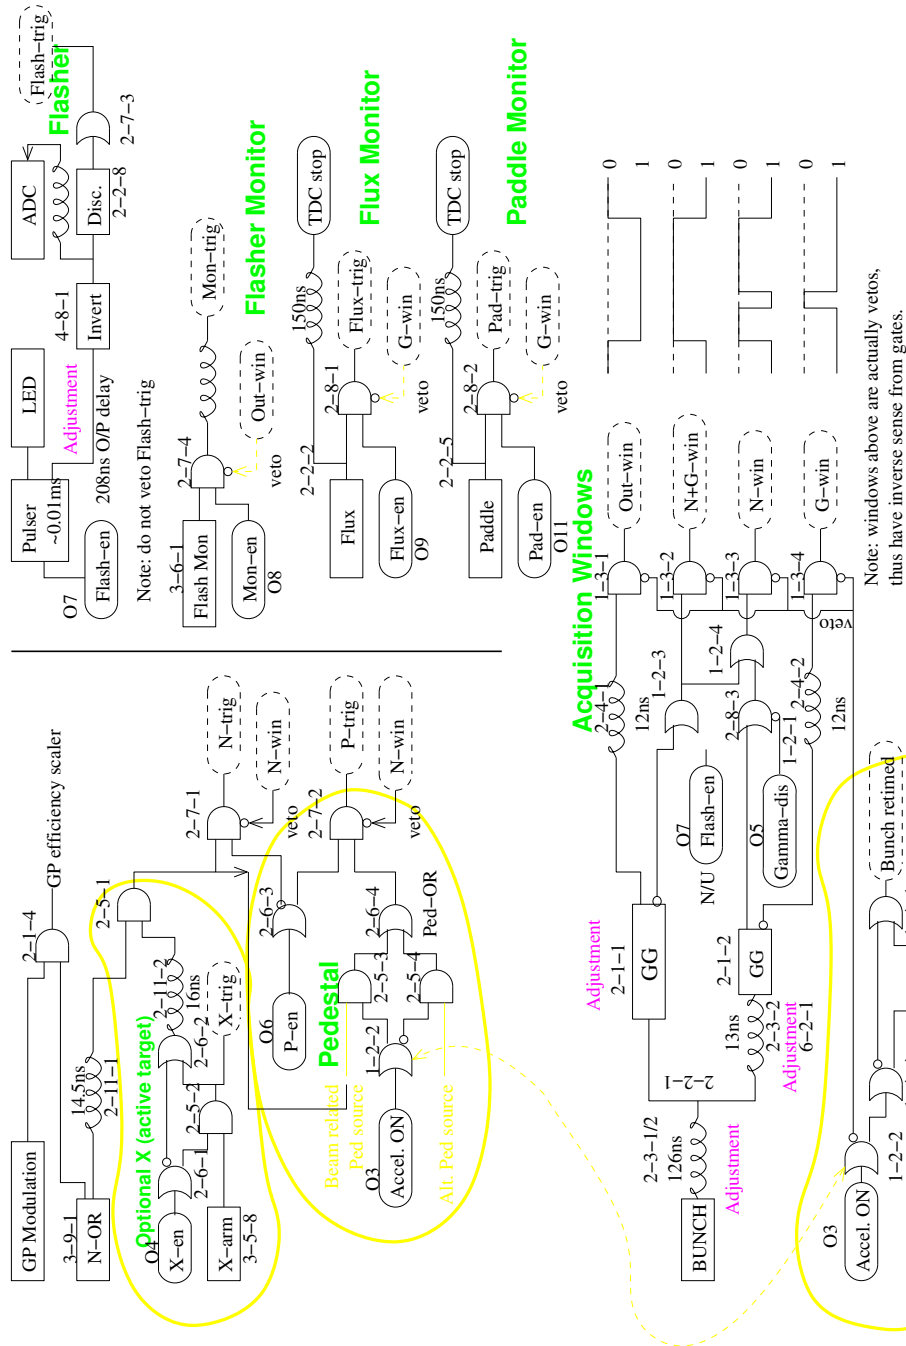 GP Modulation
2-1-4
GP efficiency scaler
3-9-1
N-OR
14.5ns
2-11-1
2-5-1
Optional X (active target)
O4
X-en
X-arm
3-5-8
2-6-1
2-5-2
2-6-2
2-11-2
16ns
X-trig
2-7-1
N-trig
N-win
veto
O6
P-en
2-6-3
2-7-2
P-trig
N-win
veto
Pedestal
Beam related
Ped source
O3
Accel. ON
Alt. Ped source
1-2-2
2-5-3
2-5-4
2-6-4
Ped-OR
O7
Flash-en
Pulser
~0.01ms
LED
Adjustment
208ns O/P delay
4-8-1
Invert
ADC
Disc.
2-2-8
2-7-3
Flash-trig
Flasher
Note: do not veto Flash-trig
3-6-1
Flash Mon
Mon-en
O8
2-7-4
Mon-trig
Out-win
veto
Flasher Monitor
Flux
Flux-en
O9
2-2-2
150ns
TDC stop
2-8-1
Flux-trig
G-win
veto
Flux Monitor
Paddle
Pad-en
O11
2-2-5
150ns
TDC stop
2-8-2
Pad-trig
G-win
veto
Paddle Monitor
Acquisition Windows
BUNCH
2-3-1/2
126ns
Adjustment
2-2-1
Adjustment
2-1-1
GG
2-1-2
GG
13ns
2-3-2
Adjustment
6-2-1
2-4-1
12ns
1-2-3
O7
Flash-en
N/U
O5
Gamma-dis
1-2-1
2-8-3
1-2-4
2-4-2
12ns
veto
1-3-1
Out-win
1-3-2
N+G-win
1-3-3
N-win
1-3-4
G-win
0
1
0
1
0
1
0
1
Note: windows above are actually vetos,
thus have inverse sense from gates.
O3
Accel. ON
1-2-2
Bunch retimed